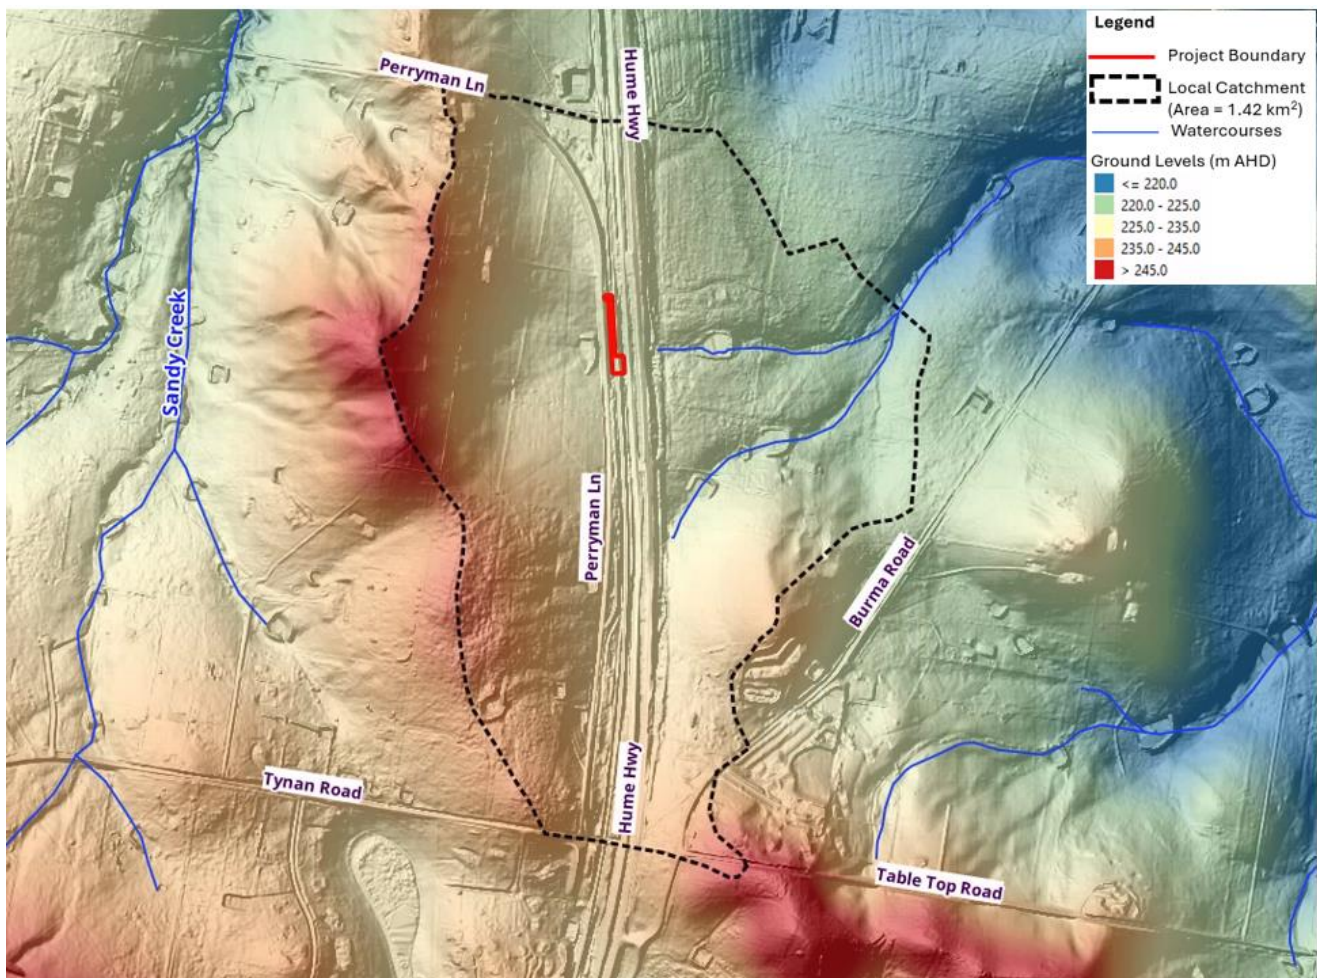 Legend
Project Boundary
Local Catchment
(Area = 1.42 km²)
Watercourses
Ground Levels (m AHD)
<= 220.0
220.0 - 225.0
225.0 - 235.0
235.0 - 245.0
> 245.0
Perryman Ln
Hume Hwy
Sandy Creek
Perryman Ln
Burma Road
Tynan Road
Hume Hwy
Table Top Road